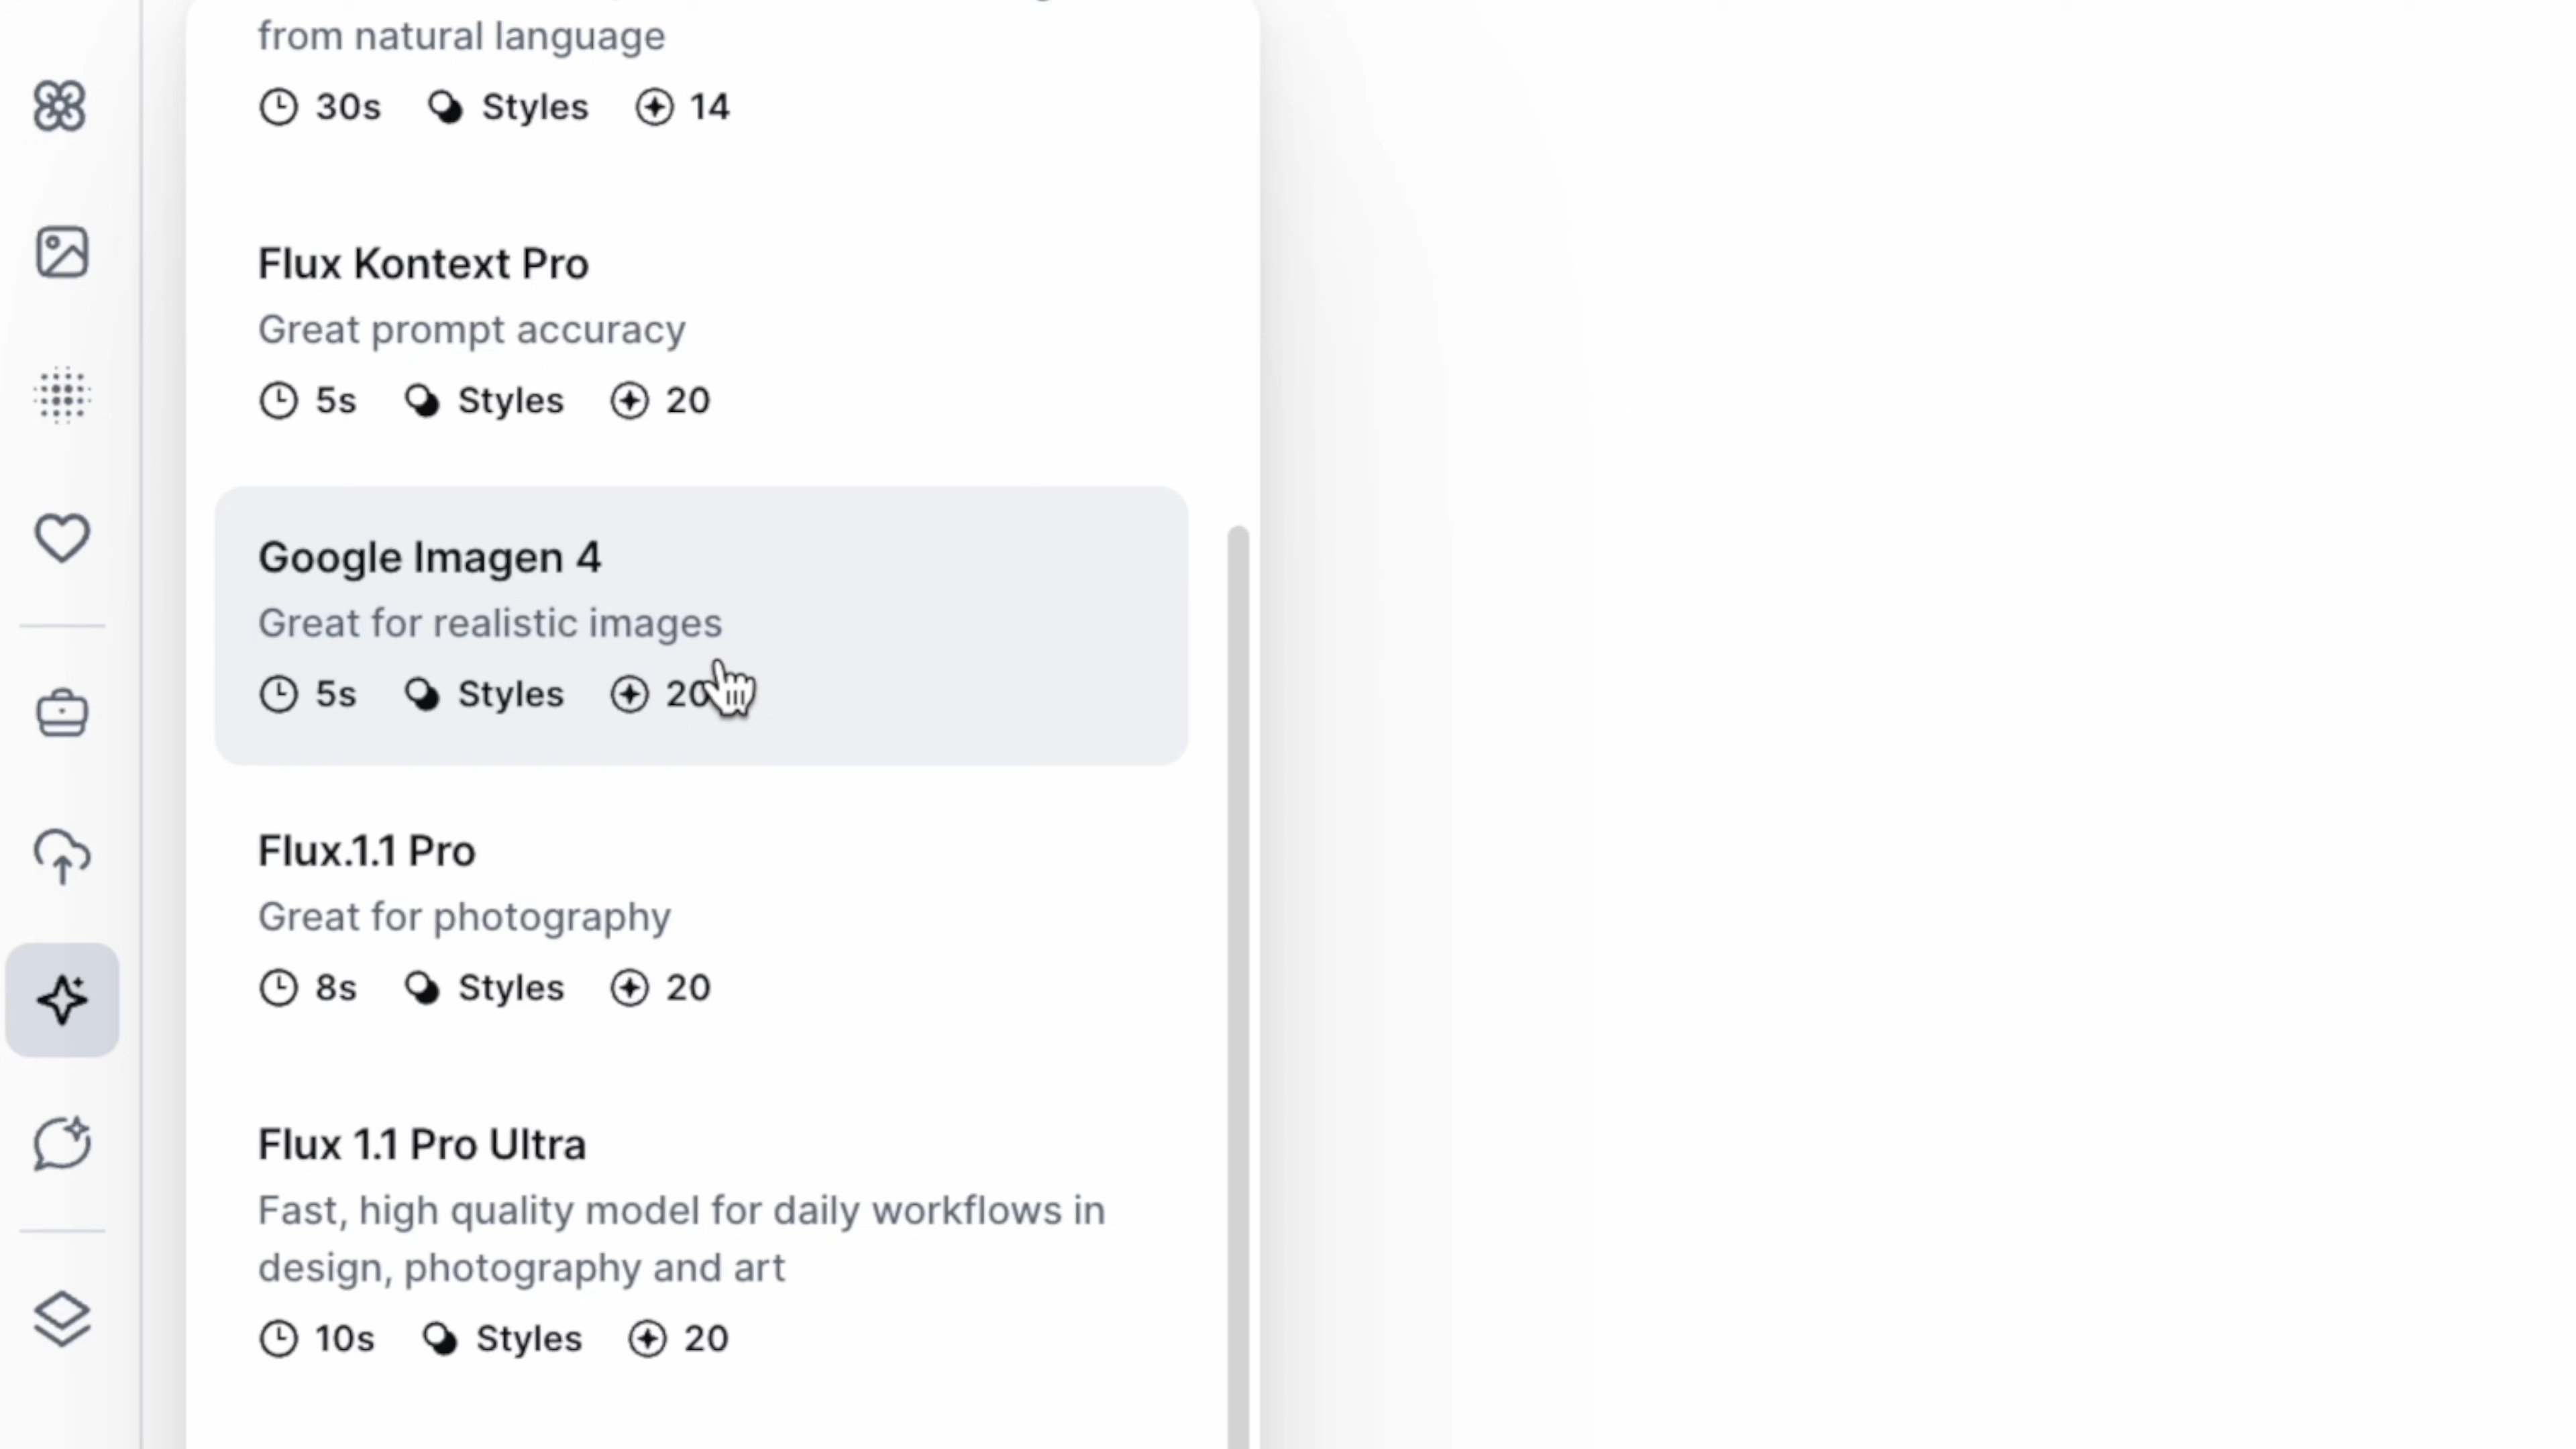 from natural language
30s Styles 14
Flux Kontext Pro
Great prompt accuracy
5s Styles 20
Google Imagen 4
Great for realistic images
5s Styles 20
Flux.1.1 Pro
Great for photography
8s Styles 20
Flux 1.1 Pro Ultra
Fast, high quality model for daily workflows in
design, photography and art
10s Styles 20